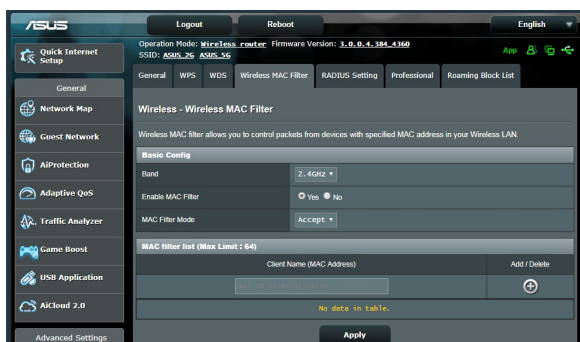 ASUS
Logout
Reboot
English
Quick Internet Setup
Operation Mode: Wireless router Firmware Version: 3.0.0.4.384_4360
SSID: ASUS_2G ASUS_5G
App
General
Network Map
Guest Network
AiProtection
Adaptive QoS
Traffic Analyzer
Game Boost
USB Application
AiCloud 2.0
Advanced Settings
General WPS WDS Wireless MAC Filter RADIUS Setting Professional Roaming Block List
Wireless - Wireless MAC Filter
Wireless MAC filter allows you to control packets from devices with specified MAC address in your Wireless LAN.
Basic Config
Band 2.4GHz
Enable MAC Filter Yes No
MAC Filter Mode Accept
MAC filter list (Max Limit : 64)
Client Name (MAC Address) Add / Delete
No data in table.
Apply